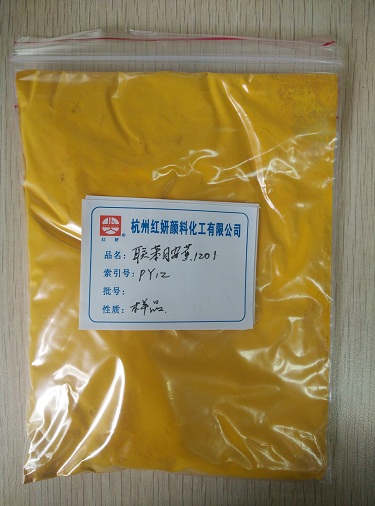 杭州红妍颜料化工有限公司
红妍
品名: 联苯胺黄1201
索引号: PY12
批号:
性质: 样品